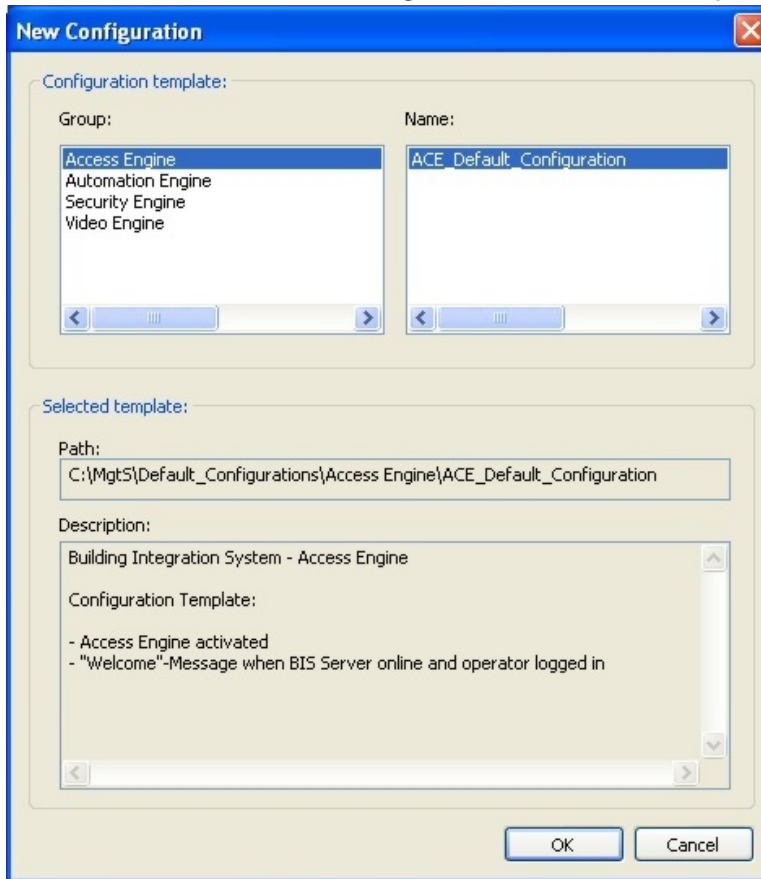 New Configuration
Configuration template:
Group:
Name:
Access Engine
Automation Engine
Security Engine
Video Engine
ACE_Default_Configuration
Selected template:
Path:
C:\MgtS\Default_Configurations\Access Engine\ACE_Default_Configuration
Description:
Building Integration System - Access Engine
Configuration Template:
- Access Engine activated
- "Welcome"-Message when BIS Server online and operator logged in
OK
Cancel